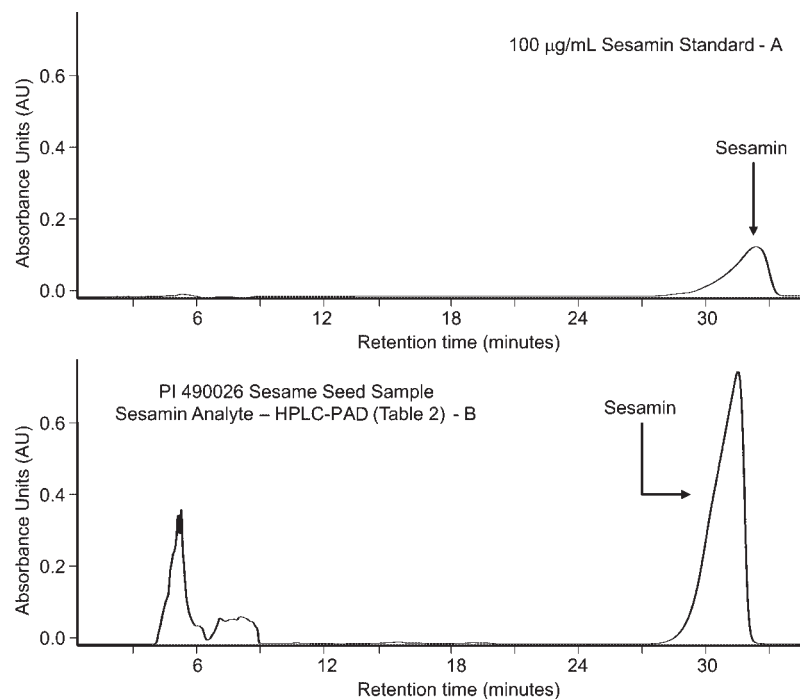 100 μg/mL Sesamin Standard - A
Absorbance Units (AU)
0.6
0.4
0.2
0.0
Sesamin
6 12 18 24 30
Retention time (minutes)
PI 490026 Sesame Seed Sample
Sesamin Analyte – HPLC-PAD (Table 2) - B
Absorbance Units (AU)
0.6
0.4
0.2
0.0
Sesamin
6 12 18 24 30
Retention time (minutes)